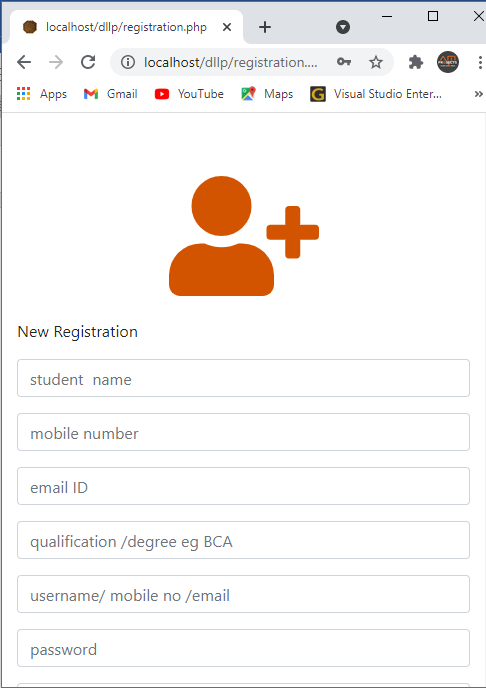 localhost/dllp/registration.php
localhost/dllp/registration....
Apps Gmail YouTube Maps Visual Studio Enter... »
New Registration
student name
mobile number
email ID
qualification /degree eg BCA
username/ mobile no /email
password